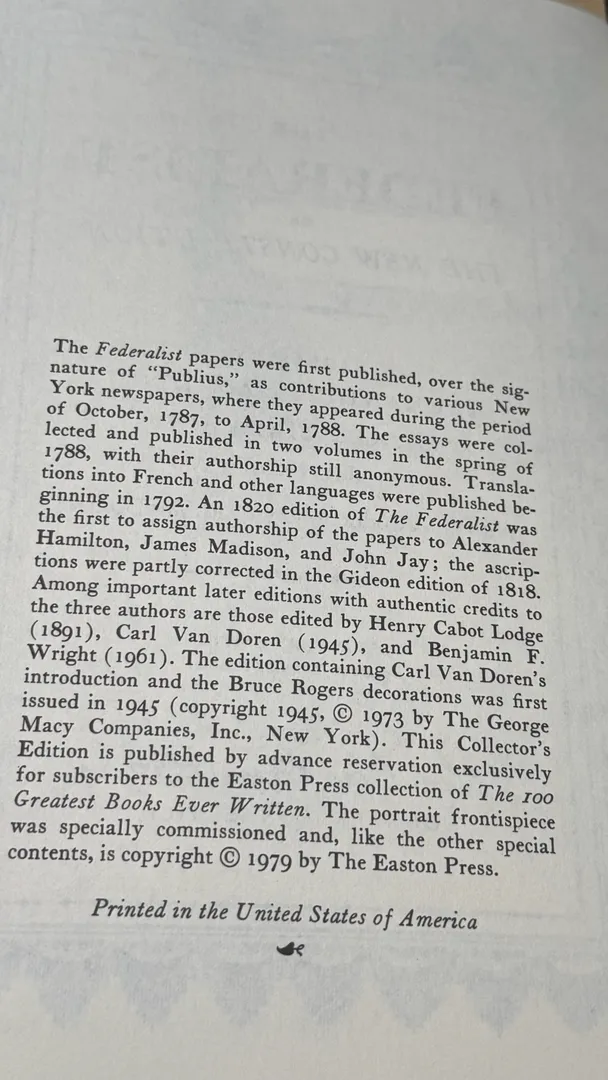 The Federalist papers were first published, over the sig-
nature of “Publius,” as contributions to various New
York newspapers, where they appeared during the period
of October, 1787, to April, 1788. The essays were col-
lected and published in two volumes in the spring of
1788, with their authorship still anonymous. Transla-
tions into French and other languages were published be-
ginning in 1792. An 1820 edition of The Federalist was
the first to assign authorship of the papers to Alexander
Hamilton, James Madison, and John Jay; the ascrip-
tions were partly corrected in the Gideon edition of 1818.
Among important later editions with authentic credits to
the three authors are those edited by Henry Cabot Lodge
(1891), Carl Van Doren (1945), and Benjamin F.
Wright (1961). The edition containing Carl Van Doren’s
introduction and the Bruce Rogers decorations was first
issued in 1945 (copyright 1945, © 1973 by The George
Macy Companies, Inc., New York). This Collector’s
Edition is published by advance reservation exclusively
for subscribers to the Easton Press collection of The 100
Greatest Books Ever Written. The portrait frontispiece
was specially commissioned and, like the other special
contents, is copyright © 1979 by The Easton Press.
Printed in the United States of America